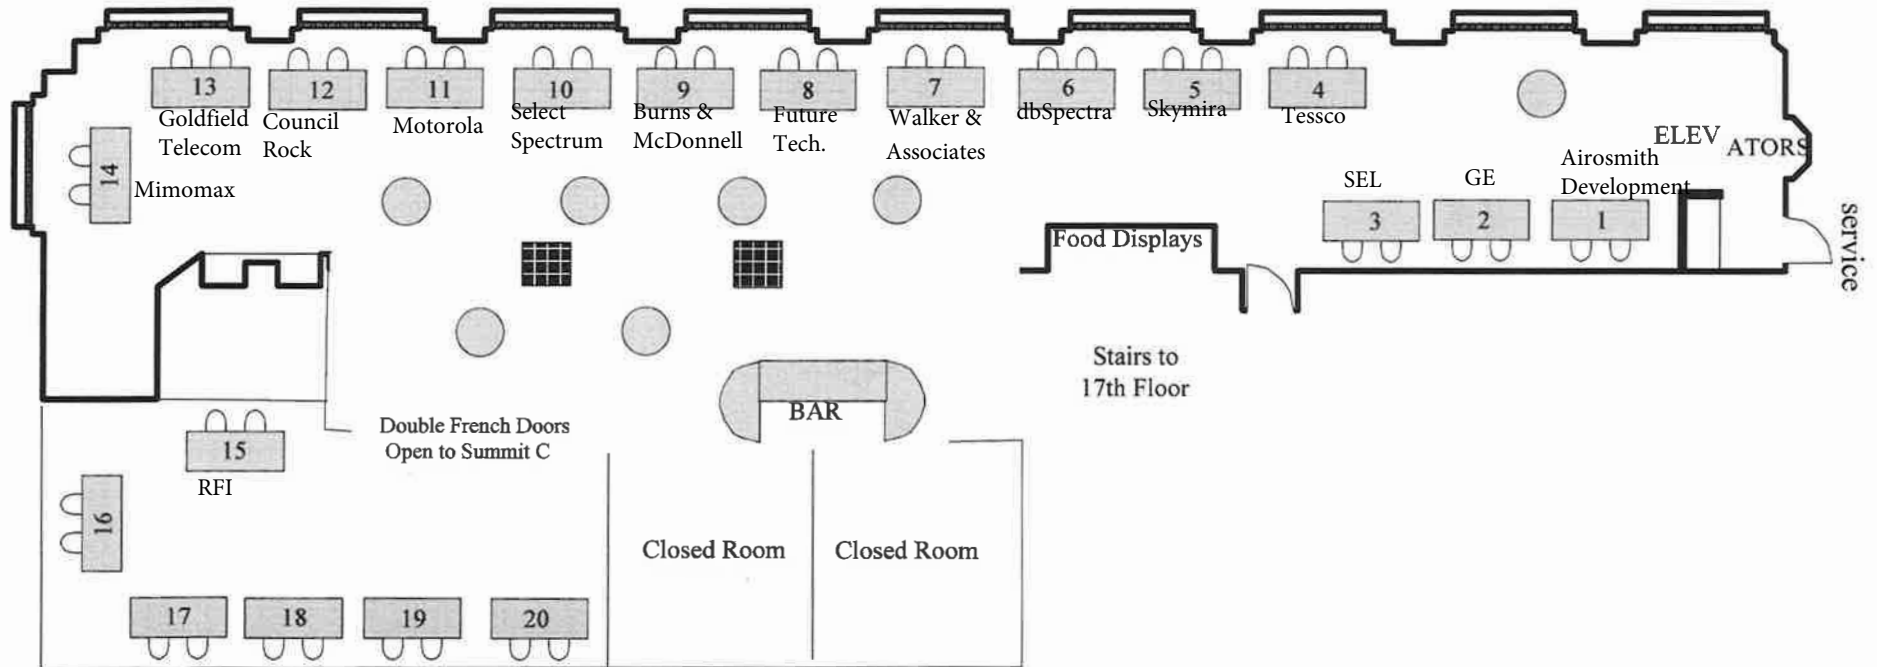 13
Goldfield
Telecom
12
Council
Rock
11
Motorola
10
Select
Spectrum
9
Burns &
McDonnell
8
Future
Tech.
7
Walker &
Associates
6
dbSpectra
5
Skymira
4
Tessco
ELEV ATORS
14
Mimomax
SEL
3
GE
2
Airosmith
Development
1
service
Food Displays
Stairs to
17th Floor
BAR
Double French Doors
Open to Summit C
15
RFI
16
Closed Room
Closed Room
17
18
19
20